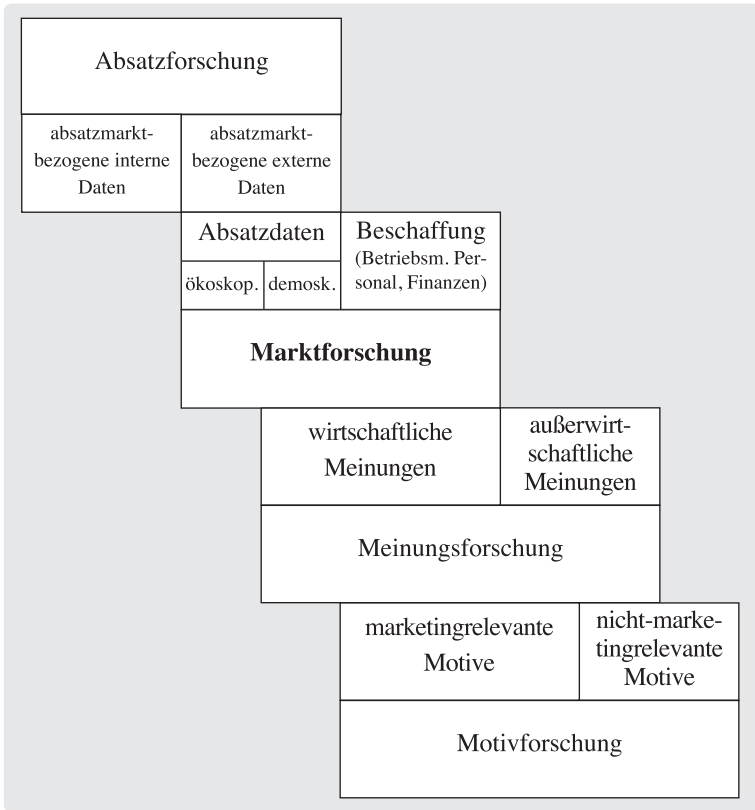 Absatzforschung
absatzmarkt-
bezogene interne
Daten
absatzmarkt-
bezogene externe
Daten
Absatzdaten
ökoskop.
demosk.
Beschaffung
(Betriebsm. Per-
sonal, Finanzen)
Marktforschung
wirtschaftliche
Meinungen
außerwirt-
schaftliche
Meinungen
Meinungsforschung
marketingrelevante
Motive
nicht-marke-
tingrelevante
Motive
Motivforschung